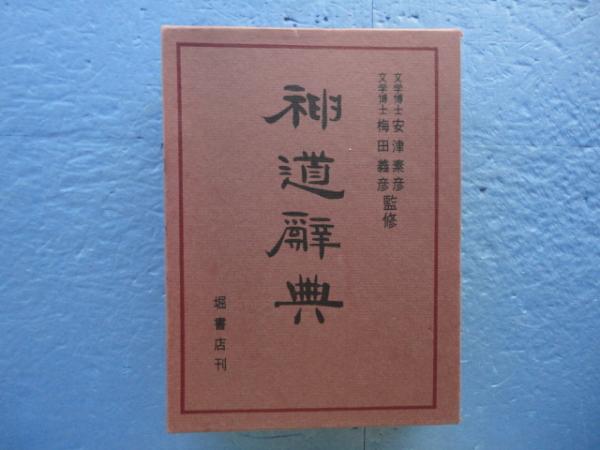 文学博士 安津素彦
文学博士 梅田義彦 監修
神道辭典
堀書店刊